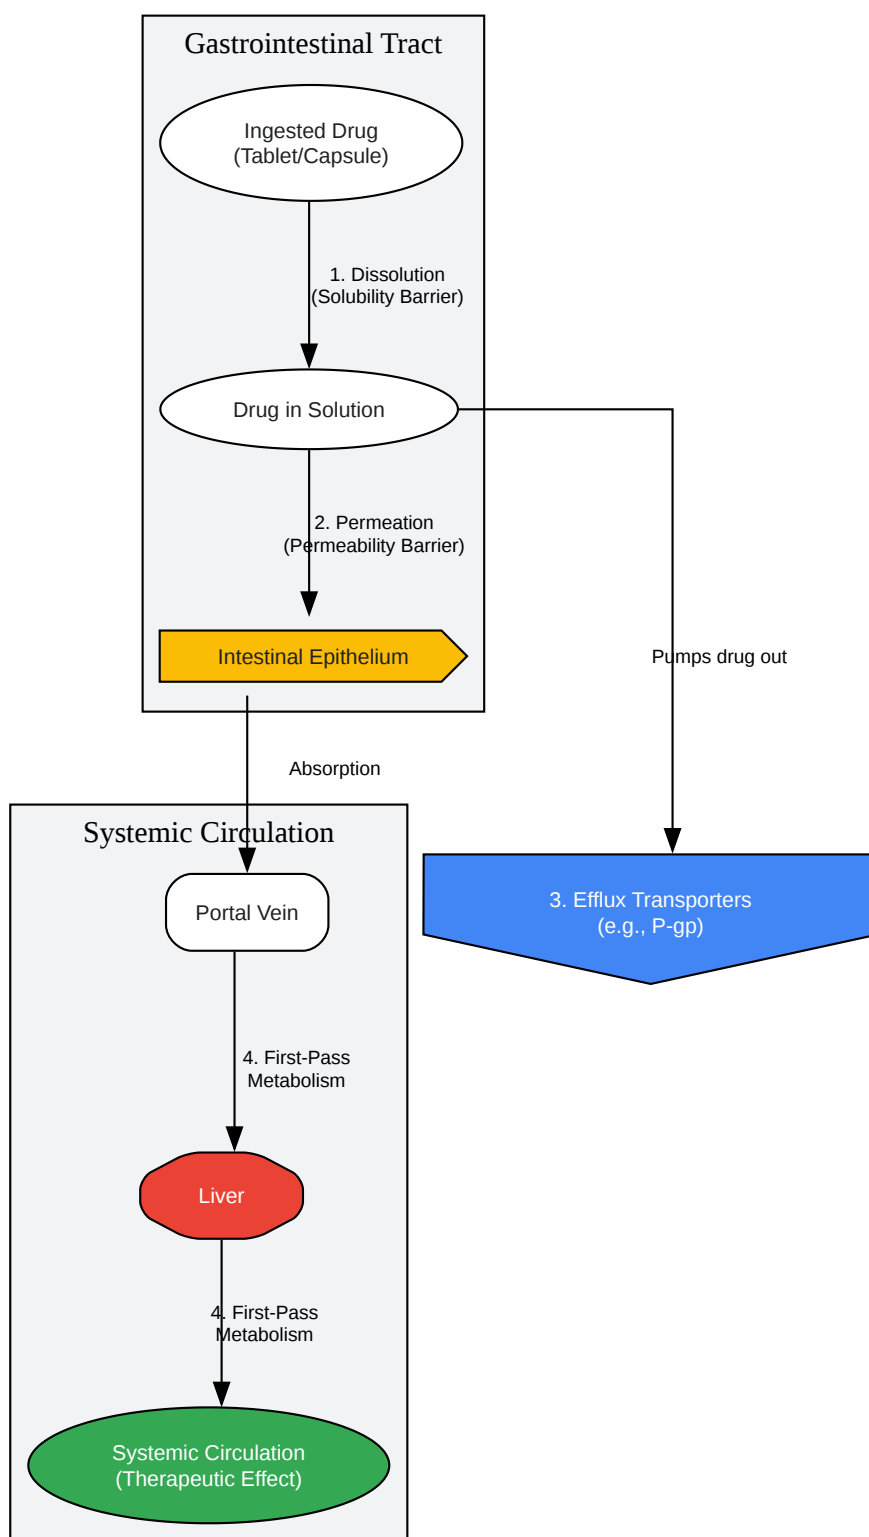 Gastrointestinal Tract
Ingested Drug
(Tablet/Capsule)
1. Dissolution
(Solubility Barrier)
Drug in Solution
2. Permeation
(Permeability Barrier)
Intestinal Epithelium
Pumps drug out
Absorption
Systemic Circulation
Portal Vein
3. Efflux Transporters
(e.g., P-gp)
4. First-Pass
Metabolism
Liver
4. First-Pass
Metabolism
Systemic Circulation
(Therapeutic Effect)